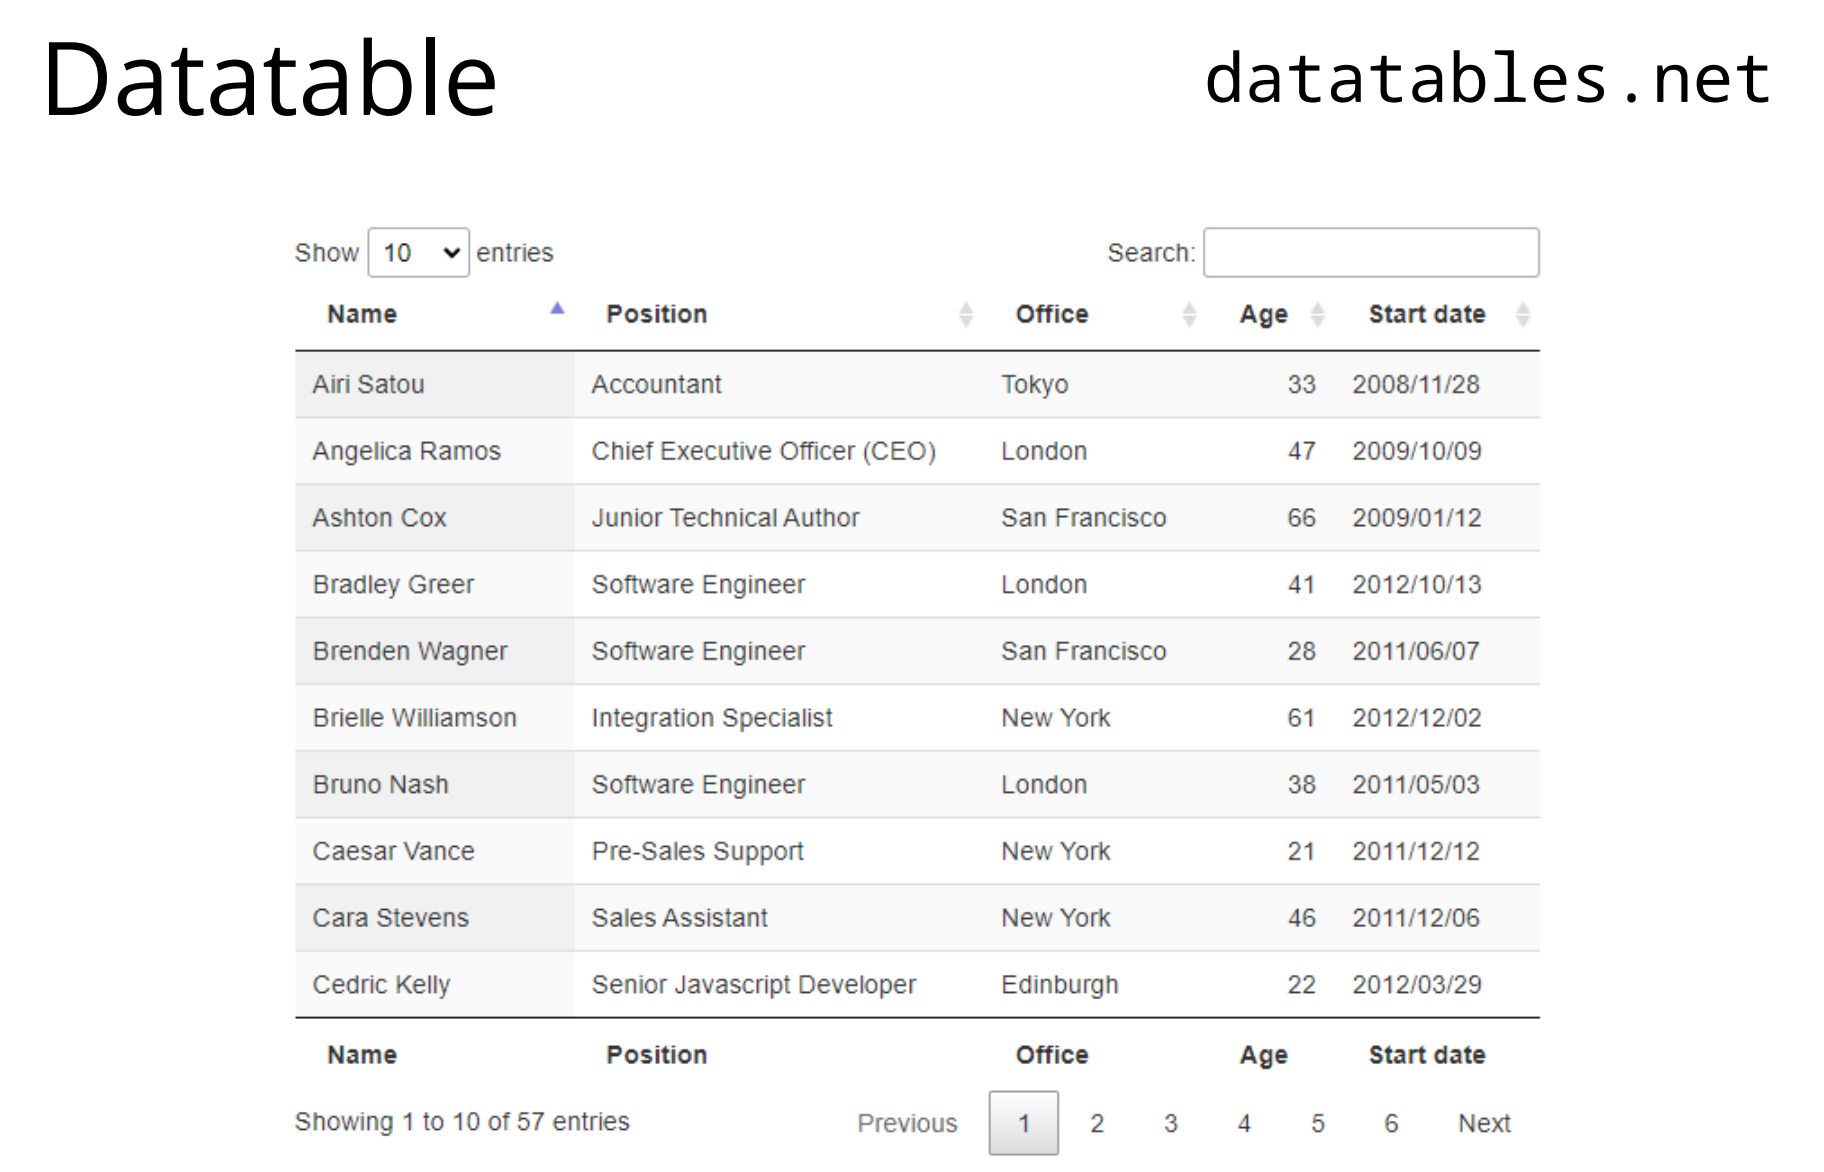 Datatable datatables.net
Show 10 entries Search:
Name Position Office Age Start date
Airi Satou Accountant Tokyo 33 2008/11/28
Angelica Ramos Chief Executive Officer (CEO) London 47 2009/10/09
Ashton Cox Junior Technical Author San Francisco 66 2009/01/12
Bradley Greer Software Engineer London 41 2012/10/13
Brenden Wagner Software Engineer San Francisco 28 2011/06/07
Brielle Williamson Integration Specialist New York 61 2012/12/02
Bruno Nash Software Engineer London 38 2011/05/03
Caesar Vance Pre-Sales Support New York 21 2011/12/12
Cara Stevens Sales Assistant New York 46 2011/12/06
Cedric Kelly Senior Javascript Developer Edinburgh 22 2012/03/29
Name Position Office Age Start date
Showing 1 to 10 of 57 entries Previous 1 2 3 4 5 6 Next